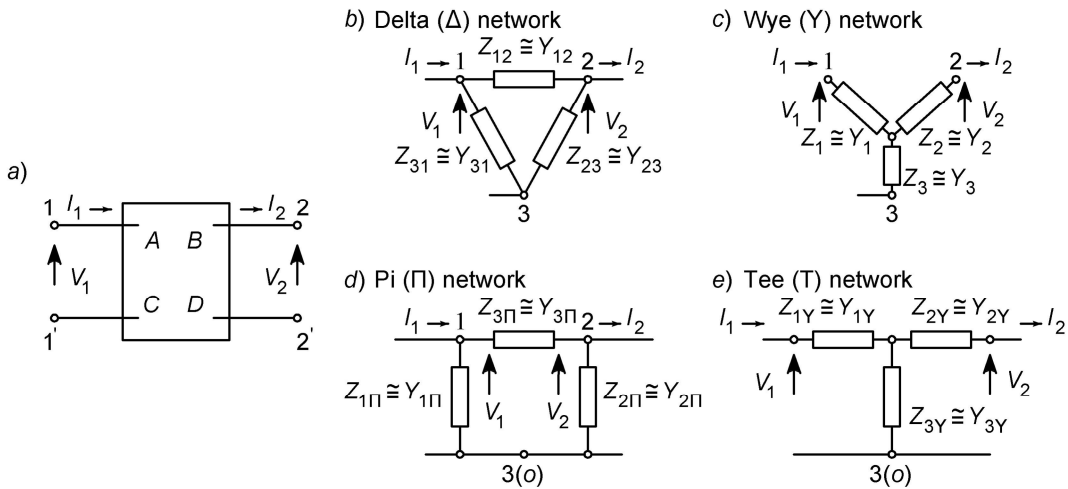 a)
1 I1 → → I2 2
A B
V1 V2
C D
1' 2'
b) Delta (Δ) network
I1 → 1 Z12 ≅ Y12 2 → I2
V1 V2
Z31 ≅ Y31 Z23 ≅ Y23
3
c) Wye (Y) network
I1 → 1 2 → I2
V1 V2
Z1 ≅ Y1 Z2 ≅ Y2
Z3 ≅ Y3
3
d) Pi (Π) network
I1 → 1 Z3Π ≅ Y3Π 2 → I2
Z1Π ≅ Y1Π V1 V2 Z2Π ≅ Y2Π
3(o)
e) Tee (T) network
I1 → Z1Y ≅ Y1Y Z2Y ≅ Y2Y → I2
V1 V2
Z3Y ≅ Y3Y
3(o)